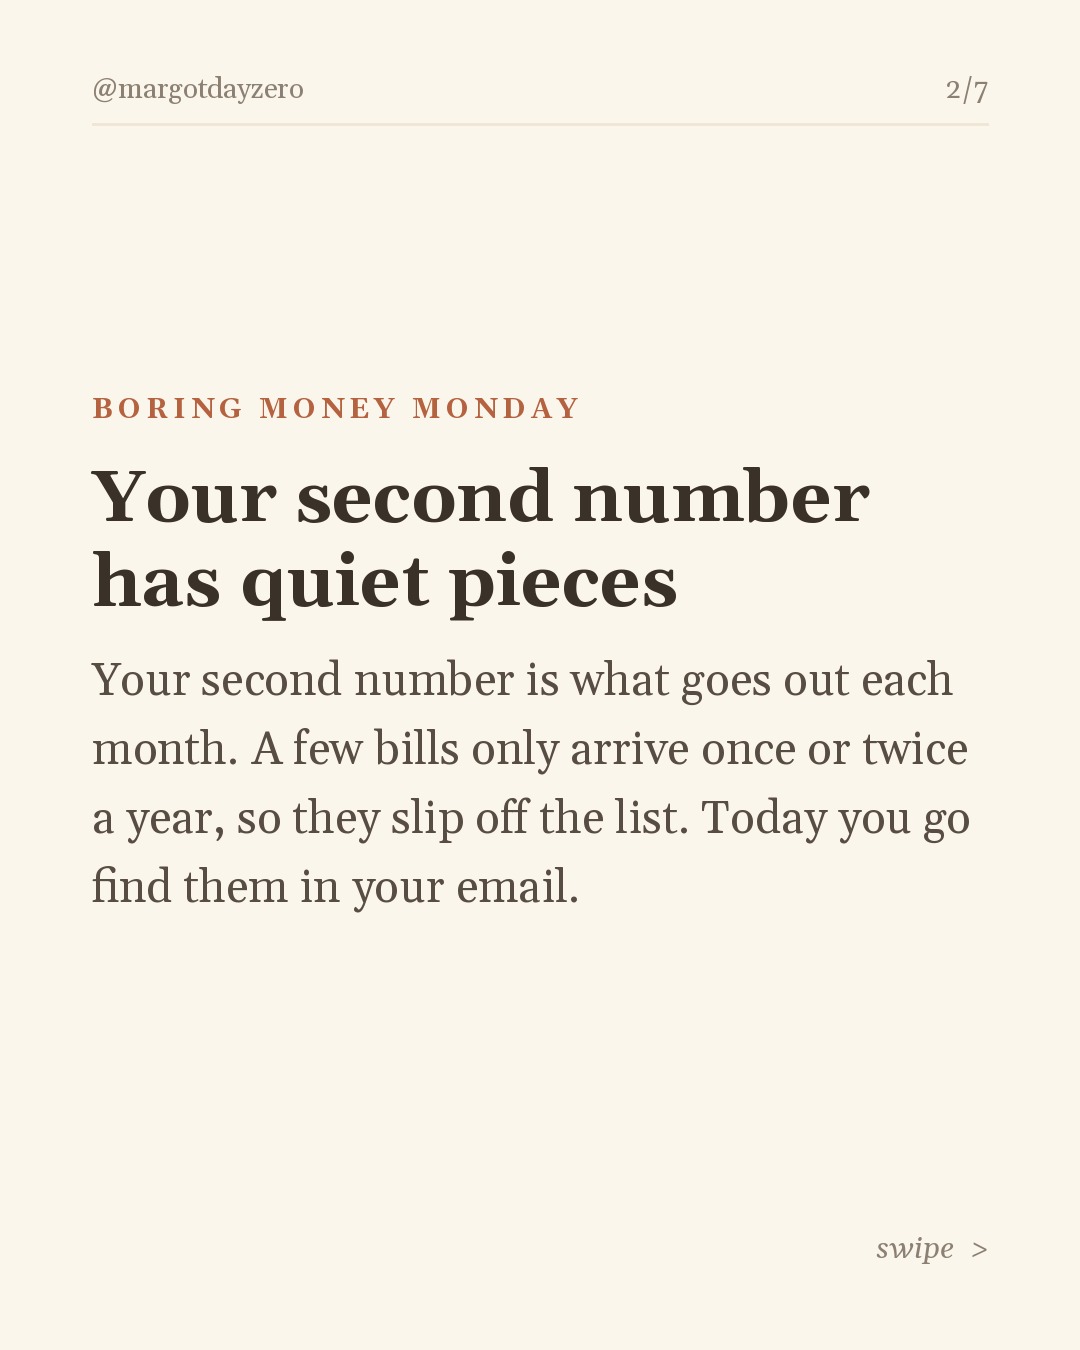 @margotdayzero
2/7
BORING MONEY MONDAY
Your second number
has quiet pieces
Your second number is what goes out each
month. A few bills only arrive once or twice
a year, so they slip off the list. Today you go
find them in your email.
swipe >